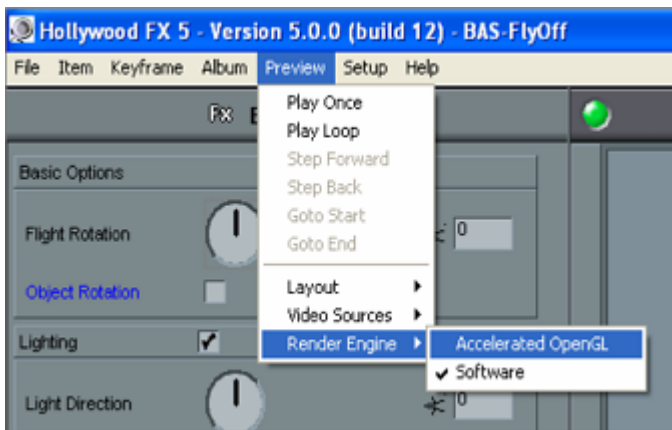 Hollywood FX 5 - Version 5.0.0 (build 12) - BAS-FlyOff
File Item Keyframe Album Preview Setup Help
Fx
Play Once
Play Loop
Step Forward
Step Back
Goto Start
Goto End
Layout
Video Sources
Render Engine
Accelerated OpenGL
Software
Basic Options
Flight Rotation
0
Object Rotation
Lighting
Light Direction
0